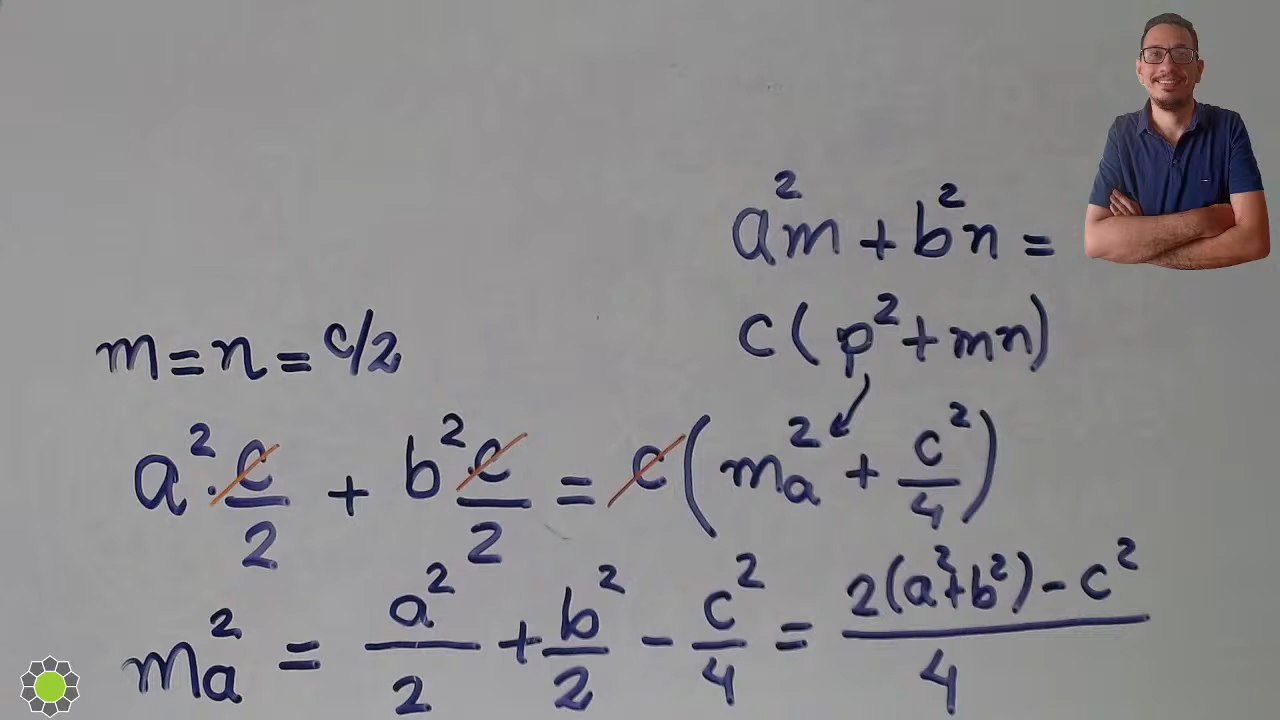 a²m + b²n =
c(p² + mn)
m = n = c/2
a² · c/2 + b² · c/2 = c(ma² + c²/4)
ma² = a²/2 + b²/2 - c²/4 = 2(a² + b²) - c²/4